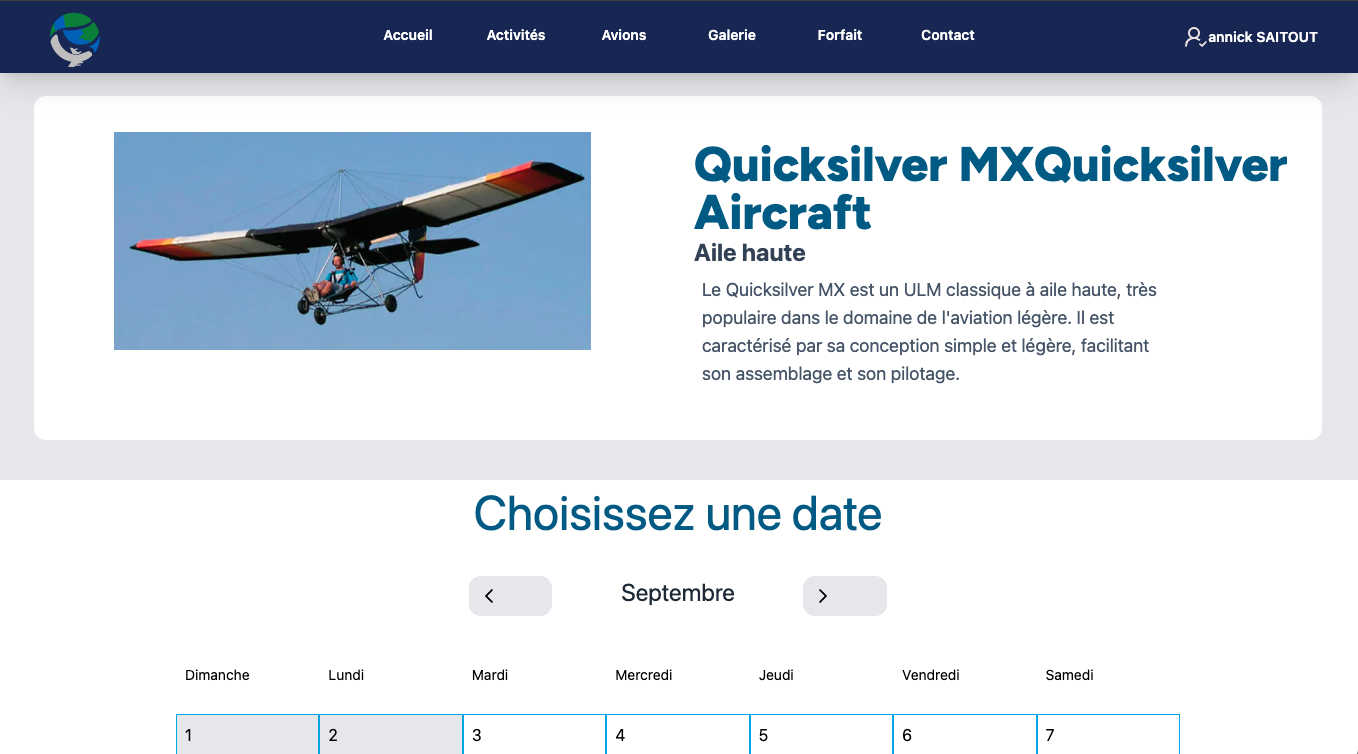 Accueil Activités Avions Galerie Forfait Contact annick SAITOUT
Quicksilver MXQuicksilver
Aircraft
Aile haute
Le Quicksilver MX est un ULM classique à aile haute, très
populaire dans le domaine de l'aviation légère. Il est
caractérisé par sa conception simple et légère, facilitant
son assemblage et son pilotage.
Choisissez une date
Septembre
Dimanche Lundi Mardi Mercredi Jeudi Vendredi Samedi
1 2 3 4 5 6 7